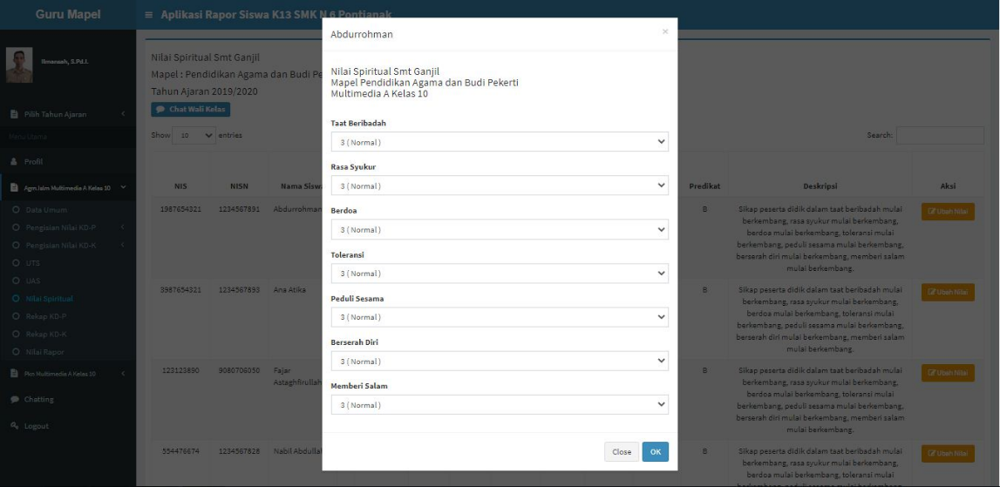 Guru Mapel
≡ Aplikasi Rapor Siswa K13 SMK N 6 Pontianak
Pilih Tahun Ajaran
Menu Utama
Profil
Agm.Islm Multimedia A Kelas 10
Data Umum
Pengisian Nilai KD-P
Pengisian Nilai KD-K
UTS
UAS
Nilai Spiritual
Rekap KD-P
Rekap KD-K
Nilai Rapor
Pkn Multimedia A Kelas 10
Chatting
Logout
Nilai Spiritual Smt Ganjil
Mapel : Pendidikan Agama dan Budi Pe
Tahun Ajaran 2019/2020
Chat Wali Kelas
Show 10 entries
Search:
NIS NISN Nama Sisw Predikat Deskripsi Aksi
1987654321 1234567891 Abdurrohman B Sikap peserta didik dalam taat beribadah mulai Ubah Nilai
berkembang, rasa syukur mulai berkembang,
berdoa mulai berkembang, toleransi mulai
berkembang, peduli sesama mulai berkembang,
berserah diri mulai berkembang, memberi salam
mulai berkembang.
3987654321 1234567893 Ana Atika B Sikap peserta didik dalam taat beribadah mulai Ubah Nilai
berkembang, rasa syukur mulai berkembang,
berdoa mulai berkembang, toleransi mulai
berkembang, peduli sesama mulai berkembang,
berserah diri mulai berkembang, memberi salam
mulai berkembang.
123123890 9080706050 Fajar B Sikap peserta didik dalam taat beribadah mulai Ubah Nilai
Astaghfirullah berkembang, rasa syukur mulai berkembang,
berdoa mulai berkembang, toleransi mulai
berkembang, peduli sesama mulai berkembang,
berserah diri mulai berkembang, memberi salam
mulai berkembang.
554476674 1234567828 Nabil Abdulla B Sikap peserta didik dalam taat beribadah mulai Ubah Nilai
berkembang, rasa syukur mulai berkembang,
berdoa mulai berkembang, toleransi mulai
berkembang, peduli sesama mulai berkembang,
Abdurrohman ×
Nilai Spiritual Smt Ganjil
Mapel Pendidikan Agama dan Budi Pekerti
Multimedia A Kelas 10
Taat Beribadah
3 ( Normal )
Rasa Syukur
3 ( Normal )
Berdoa
3 ( Normal )
Toleransi
3 ( Normal )
Peduli Sesama
3 ( Normal )
Berserah Diri
3 ( Normal )
Memberi Salam
3 ( Normal )
Close OK